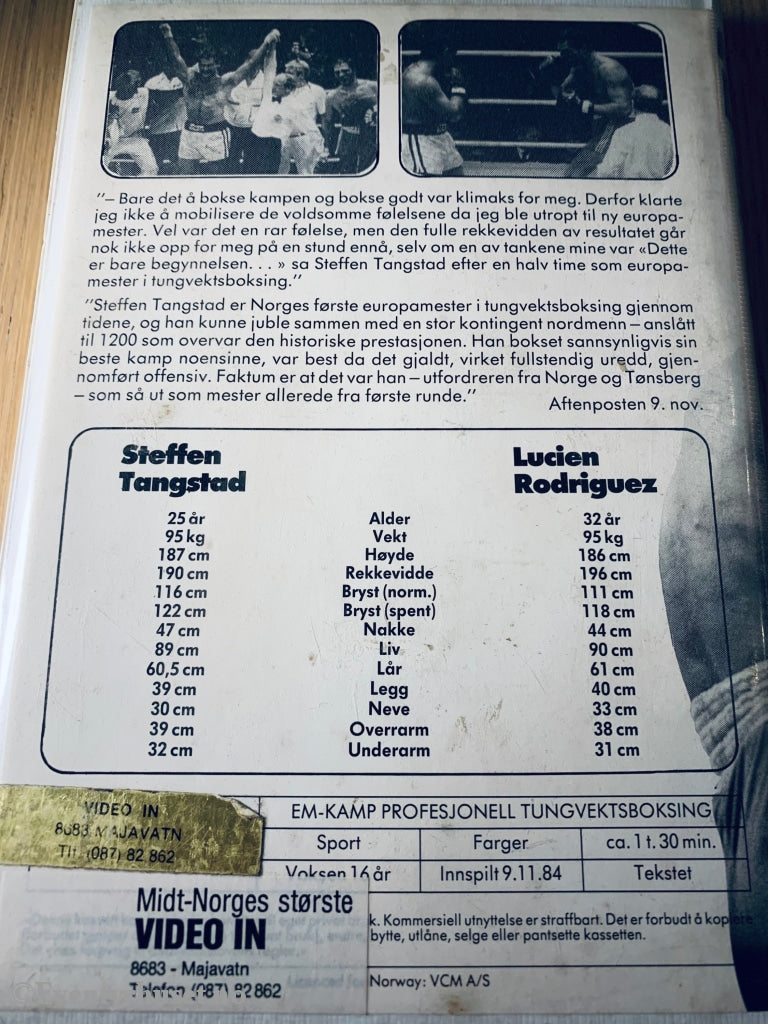 "– Bare det å bokse kampen og bokse godt var klimaks for meg. Derfor klarte
jeg ikke å mobilisere de voldsomme følelsene da jeg ble utropt til ny europa-
mester. Vel var det en rar følelse, men den fulle rekkevidden av resultatet går
nok ikke opp for meg på en stund ennå, selv om en av tankene mine var «Dette
er bare begynnelsen. . . » sa Steffen Tangstad efter en halv time som europa-
mester i tungvektsboksing."
"Steffen Tangstad er Norges første europamester i tungvektsboksing gjennom
tidene, og han kunne juble sammen med en stor kontingent nordmenn – anslått
til 1200 som overvar den historiske prestasjonen. Han bokset sannsynligvis sin
beste kamp noensinne, var best da det gjaldt, virket fullstendig uredd, gjen-
nomført offensiv. Faktum er at det var han – utfordreren fra Norge og Tønsberg
– som så ut som mester allerede fra første runde."
Aftenposten 9. nov.
Steffen Tangstad
Lucien Rodriguez
25 år Alder 32 år
95 kg Vekt 95 kg
187 cm Høyde 186 cm
190 cm Rekkevidde 196 cm
116 cm Bryst (norm.) 111 cm
122 cm Bryst (spent) 118 cm
47 cm Nakke 44 cm
89 cm Liv 90 cm
60,5 cm Lår 61 cm
39 cm Legg 40 cm
30 cm Neve 33 cm
39 cm Overarm 38 cm
32 cm Underarm 31 cm
VIDEO IN
8683 MAJAVATN
Tlf. (087) 82 862
EM-KAMP PROFESJONELL TUNGVEKTSBOKSING
Sport Farger ca. 1 t. 30 min.
Voksen 16 år Innspilt 9.11.84 Tekstet
Midt-Norges største
VIDEO IN
8683 - Majavatn
Telefon (087) 82 862
k. Kommersiell utnyttelse er straffbart. Det er forbudt å kopiere
bytte, utlåne, selge eller pantsette kassetten.
Licensed for Norway: VCM A/S